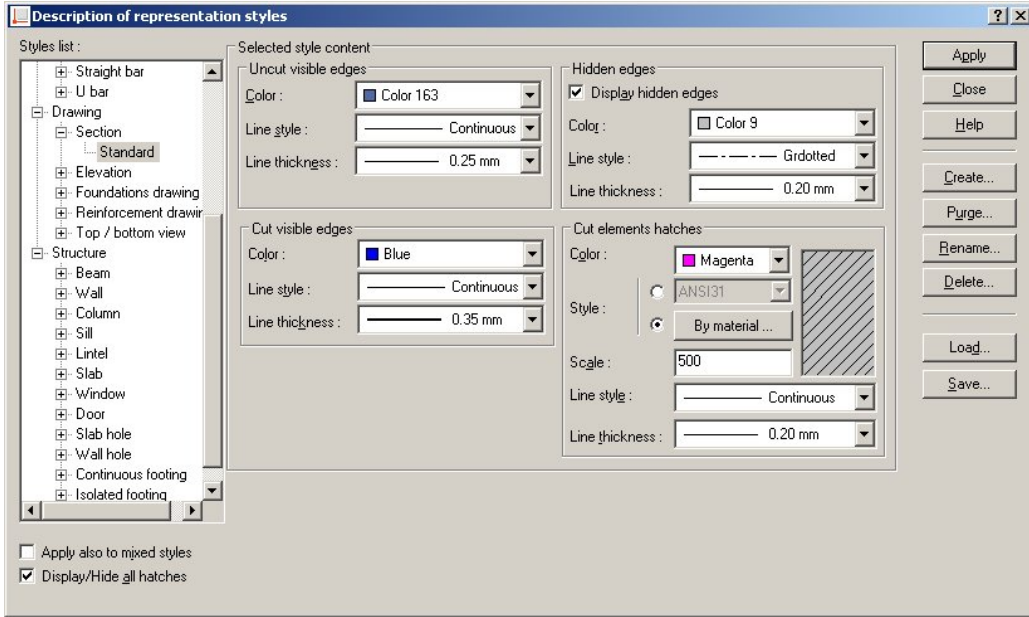 Description of representation styles
Styles list :
Straight bar
U bar
Drawing
Section
Standard
Elevation
Foundations drawing
Reinforcement drawir
Top / bottom view
Structure
Beam
Wall
Column
Sill
Lintel
Slab
Window
Door
Slab hole
Wall hole
Continuous footing
Isolated footing
Apply also to mixed styles
Display/Hide all hatches
Selected style content
Uncut visible edges
Color : Color 163
Line style : Continuous
Line thickness : 0.25 mm
Cut visible edges
Color : Blue
Line style : Continuous
Line thickness : 0.35 mm
Hidden edges
Display hidden edges
Color : Color 9
Line style : Grdotted
Line thickness : 0.20 mm
Cut elements hatches
Color : Magenta
Style :
ANSI31
By material ...
Scale : 500
Line style : Continuous
Line thickness : 0.20 mm
Apply
Close
Help
Create...
Purge...
Rename...
Delete...
Load...
Save...